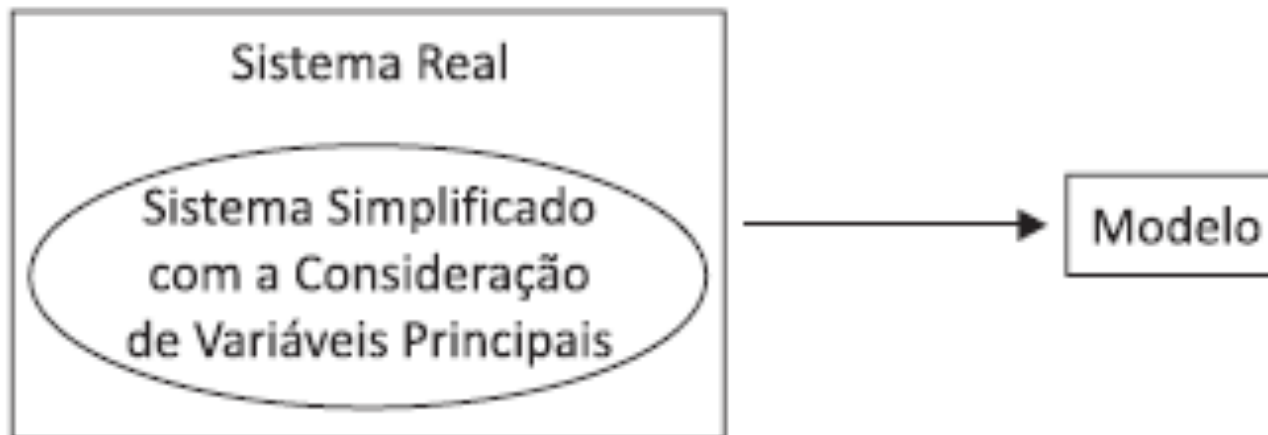 Sistema Real
Sistema Simplificado
com a Consideração
de Variáveis Principais
Modelo